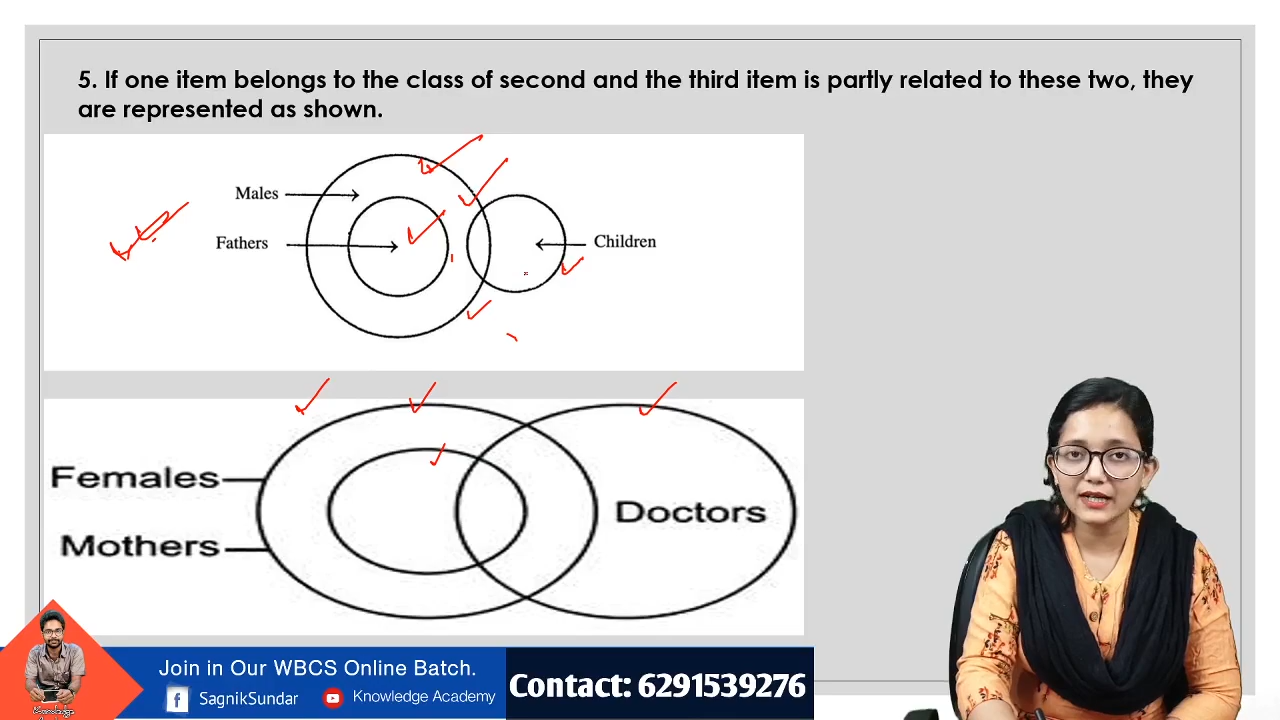 5. If one item belongs to the class of second and the third item is partly related to these two, they
are represented as shown.
Males
Fathers
Children
Females
Mothers
Doctors
Join in Our WBCS Online Batch.
SagnikSundar
Knowledge Academy
Contact: 6291539276